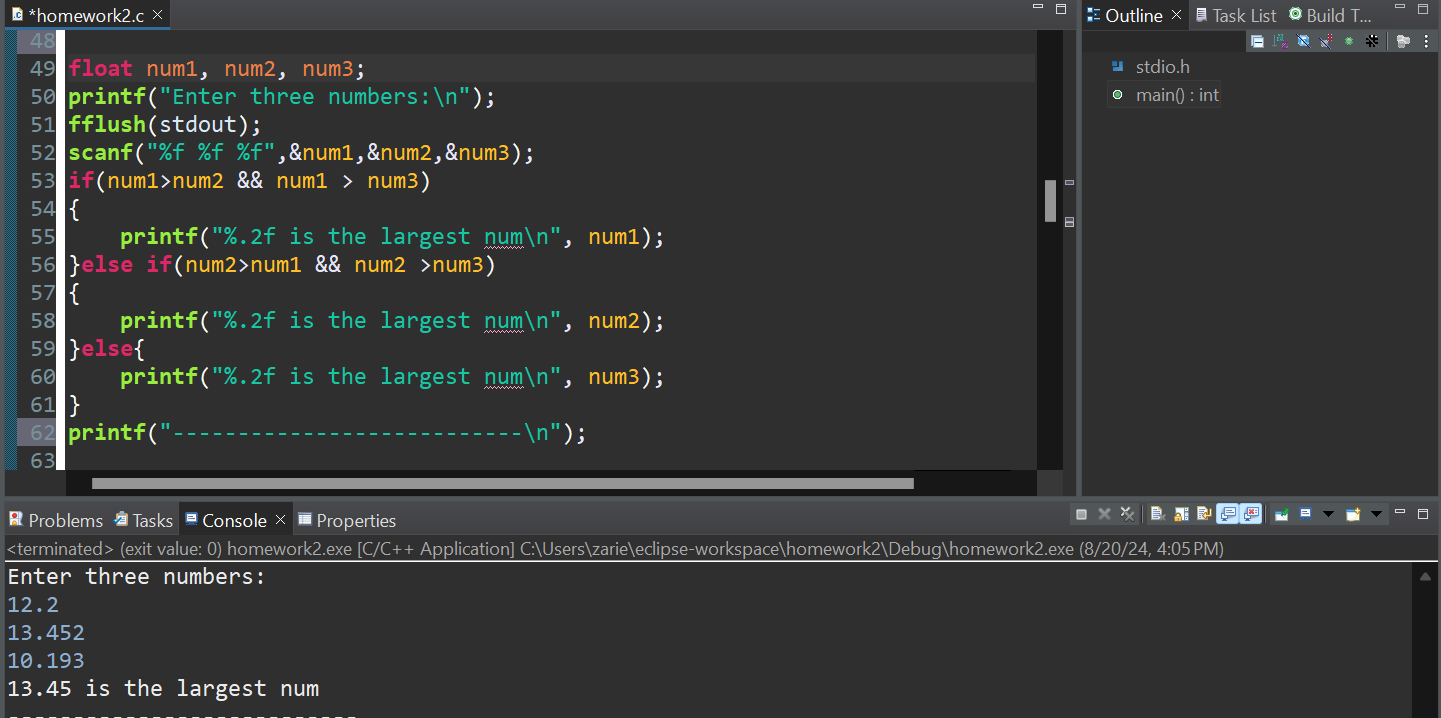 *homework2.c
Outline Task List Build T...
48
49 float num1, num2, num3;
50 printf("Enter three numbers:\n");
51 fflush(stdout);
52 scanf("%f %f %f",&num1,&num2,&num3);
53 if(num1>num2 && num1 > num3)
54 {
55     printf("%.2f is the largest num\n", num1);
56 }else if(num2>num1 && num2 >num3)
57 {
58     printf("%.2f is the largest num\n", num2);
59 }else{
60     printf("%.2f is the largest num\n", num3);
61 }
62 printf("---------------------------\n");
63
stdio.h
main() : int
Problems Tasks Console Properties
<terminated> (exit value: 0) homework2.exe [C/C++ Application] C:\Users\zarie\eclipse-workspace\homework2\Debug\homework2.exe (8/20/24, 4:05 PM)
Enter three numbers:
12.2
13.452
10.193
13.45 is the largest num
---------------------------